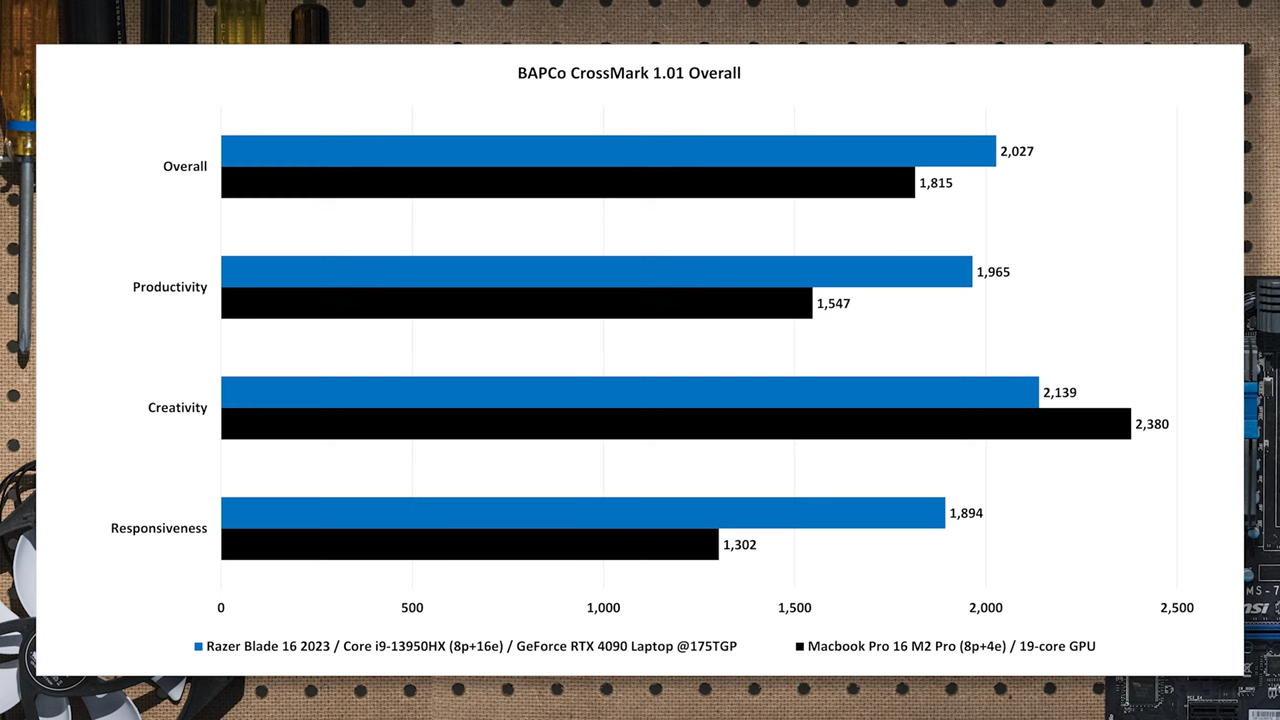 BAPCo CrossMark 1.01 Overall
Overall
2,027
1,815
Productivity
1,965
1,547
Creativity
2,139
2,380
Responsiveness
1,894
1,302
0 500 1,000 1,500 2,000 2,500
Razer Blade 16 2023 / Core i9-13950HX (8p+16e) / GeForce RTX 4090 Laptop @175TGP
Macbook Pro 16 M2 Pro (8p+4e) / 19-core GPU
MS-7